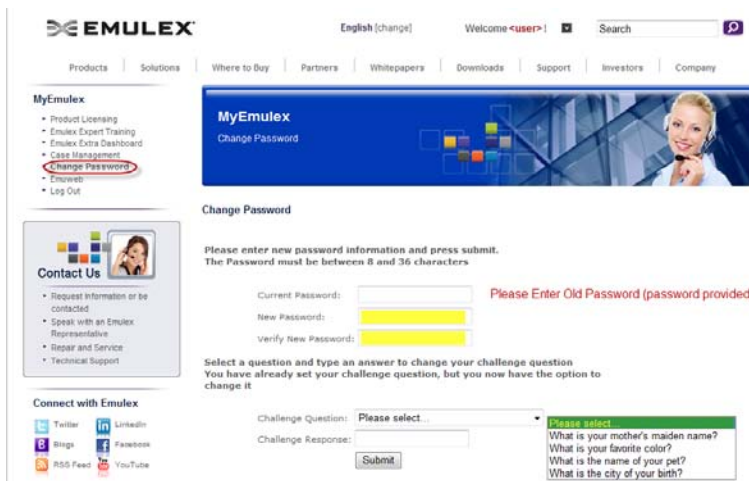 EMULEX
English [change]
Welcome <user> !
Search
Products
Solutions
Where to Buy
Partners
Whitepapers
Downloads
Support
Investors
Company
MyEmulex
Product Licensing
Emulex Expert Training
Emulex Extra Dashboard
Case Management
Change Password
Emuweb
Log Out
MyEmulex
Change Password
Contact Us
Request Information or be
contacted
Speak with an Emulex
Representative
Repair and Service
Technical Support
Connect with Emulex
Twitter
LinkedIn
Blogs
Facebook
RSS Feed
YouTube
Change Password
Please enter new password information and press submit.
The Password must be between 8 and 36 characters
Current Password:
Please Enter Old Password (password provided
New Password:
Verify New Password:
Select a question and type an answer to change your challenge question
You have already set your challenge question, but you now have the option to
change it
Challenge Question: Please select...
Challenge Response:
Submit
Please select...
What is your mother's maiden name?
What is your favorite color?
What is the name of your pet?
What is the city of your birth?